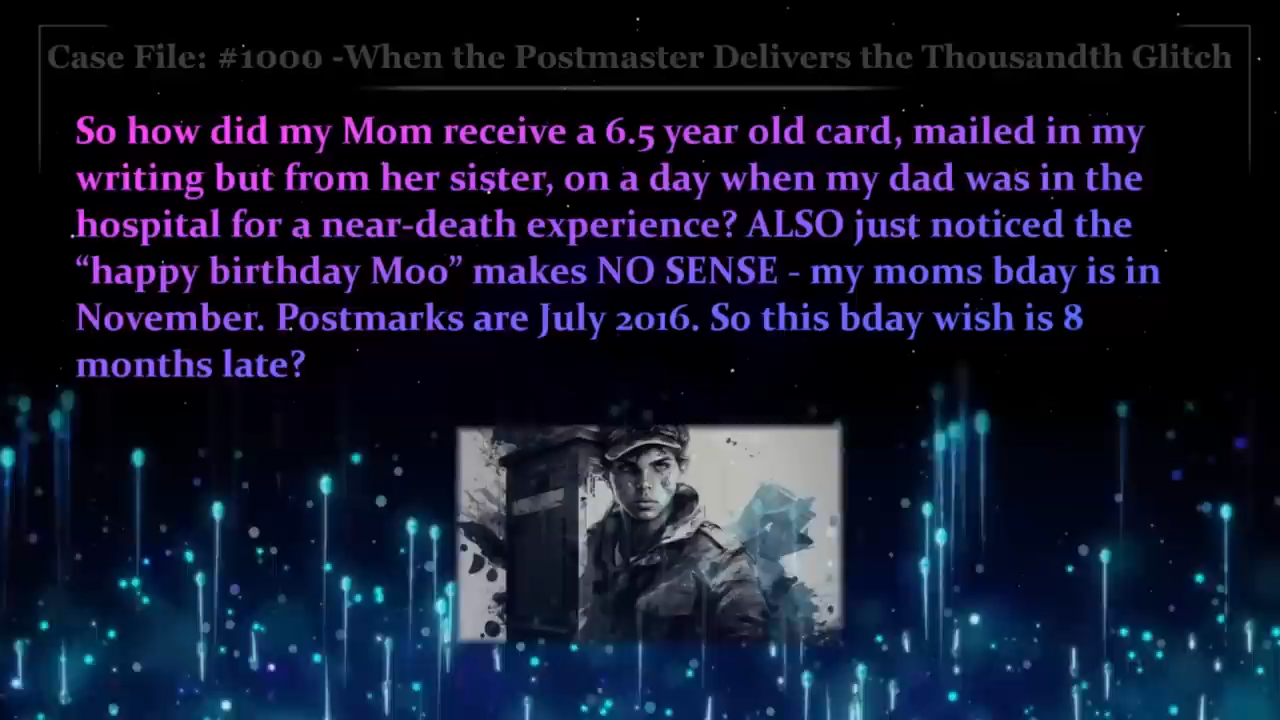 Case File: #1000 -When the Postmaster Delivers the Thousandth Glitch
So how did my Mom receive a 6.5 year old card, mailed in my
writing but from her sister, on a day when my dad was in the
hospital for a near-death experience? ALSO just noticed the
“happy birthday Moo” makes NO SENSE - my moms bday is in
November. Postmarks are July 2016. So this bday wish is 8
months late?